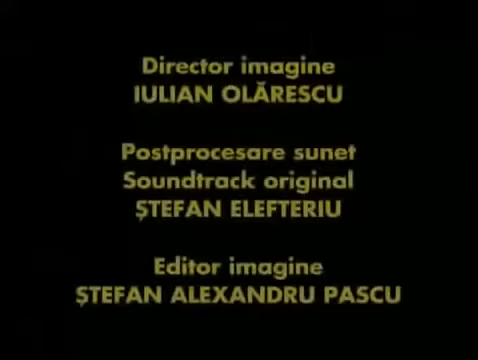 Director imagine
IULIAN OLĂRESCU
Postprocesare sunet
Soundtrack original
ȘTEFAN ELEFTERIU
Editor imagine
ȘTEFAN ALEXANDRU PASCU